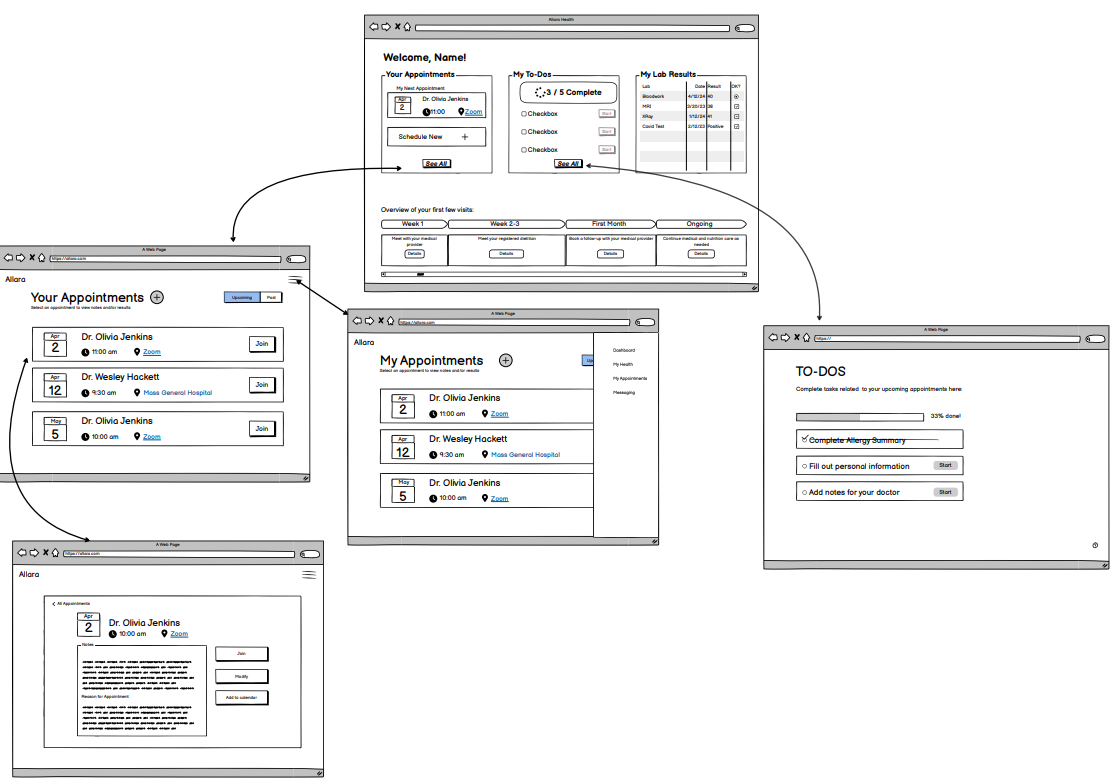 Allara Health
Welcome, Name!
Your Appointments
My Next Appointment
Apr
2
Dr. Olivia Jenkins
11:00
Zoom
Schedule New +
See All
My To-Dos
3 / 5 Complete
Checkbox Start
Checkbox Start
Checkbox Start
See All
My Lab Results
Lab Date Result OK?
Bloodwork 4/12/24 40
MRI 3/20/23 36
XRay 1/12/24 41
Covid Test 2/12/23 Positive
Overview of your first few visits:
Week 1 Week 2-3 First Month Ongoing
Meet with your medical
provider
Details
Meet your registered dietitian
Details
Book a follow-up with your medical provider
Details
Continue medical and nutrition care as
needed
Details
A Web Page
https://allara.com
Allara
Your Appointments +
Select an appointment to view notes and/or results
Upcoming Past
Apr
2
Dr. Olivia Jenkins
11:00 am Zoom
Join
Apr
12
Dr. Wesley Hackett
9:30 am Mass General Hospital
Join
May
5
Dr. Olivia Jenkins
10:00 am Zoom
Join
A Web Page
https://allara.com
Allara
My Appointments +
Select an appointment to view notes and/or results
Up
Apr
2
Dr. Olivia Jenkins
11:00 am Zoom
Apr
12
Dr. Wesley Hackett
9:30 am Mass General Hospital
May
5
Dr. Olivia Jenkins
10:00 am Zoom
Dashboard
My Health
My Appointments
Messaging
A Web Page
https://
TO-DOS
Complete tasks related to your upcoming appointments here:
33% done!
Complete Allergy Summary
Fill out personal information Start
Add notes for your doctor Start
A Web Page
https://allara.com
Allara
< All Appointments
Apr
2
Dr. Olivia Jenkins
10:00 am Zoom
Notes
Reason for Appointment
Join
Modify
Add to calendar